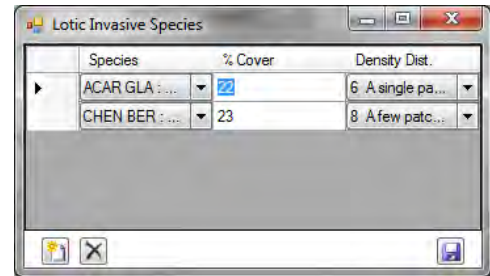 Lotic Invasive Species
Species % Cover Density Dist.
ACAR GLA : ... 22 6 A single pa...
CHEN BER : ... 23 8 A few patc...